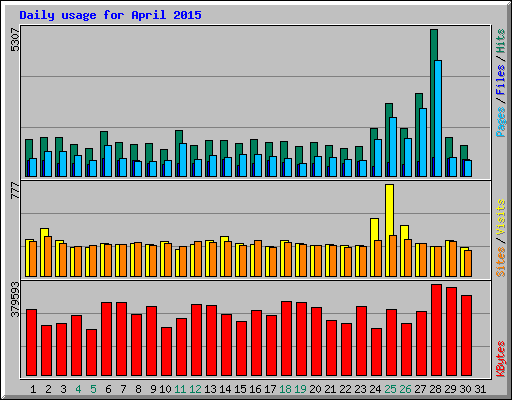 Daily usage for April 2015
5307
Pages / Files / Hits
777
Sites / Visits
379593
KBytes
1 2 3 4 5 6 7 8 9 10 11 12 13 14 15 16 17 18 19 20 21 22 23 24 25 26 27 28 29 30 31